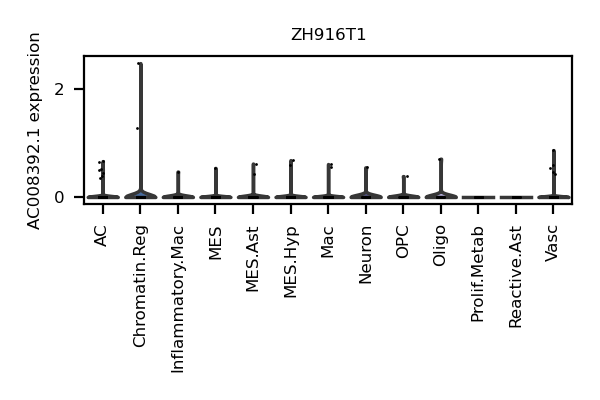 ZH916T1
AC008392.1 expression
2
0
AC
Chromatin.Reg
Inflammatory.Mac
MES
MES.Ast
MES.Hyp
Mac
Neuron
OPC
Oligo
Prolif.Metab
Reactive.Ast
Vasc